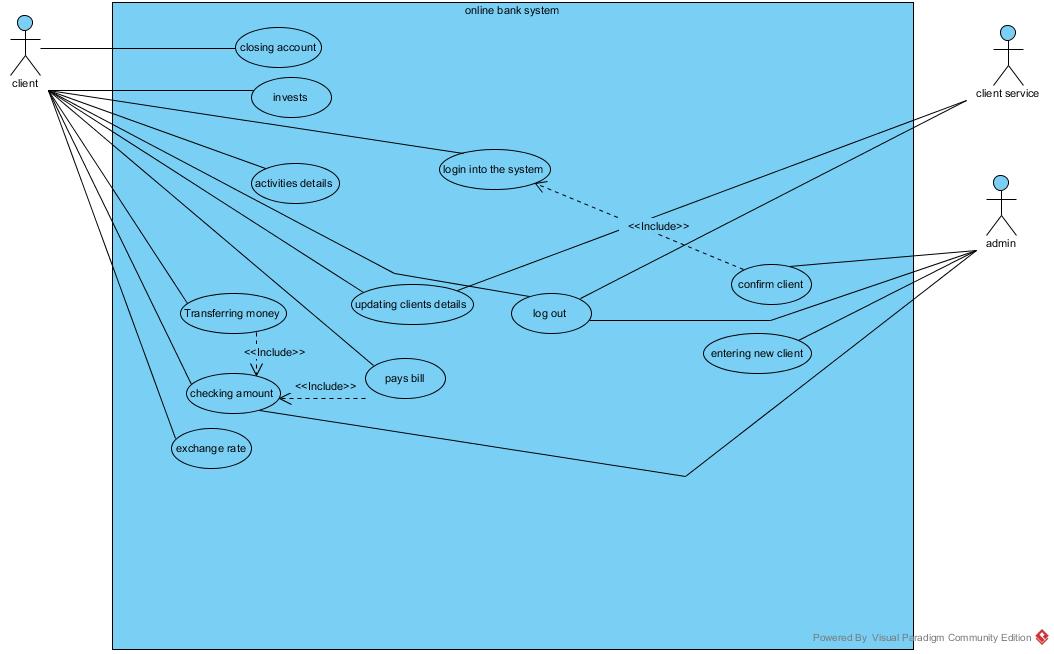 online bank system
client
closing account
client service
invests
login into the system
activities details
admin
<<Include>>
confirm client
updating clients details
log out
Transferring money
<<Include>>
entering new client
pays bill
<<Include>>
checking amount
exchange rate
Powered By Visual Paradigm Community Edition